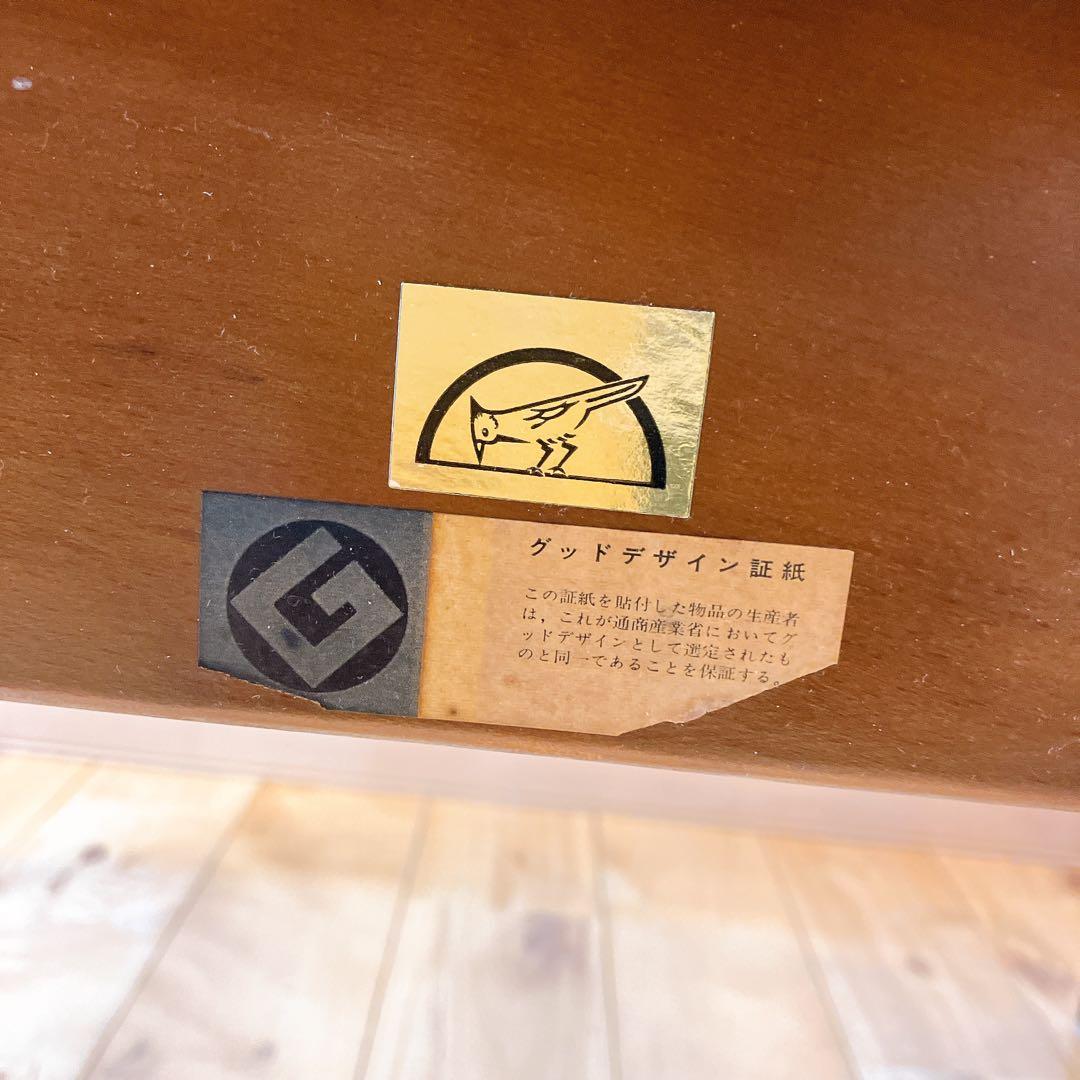 グッドデザイン証紙
この証紙を貼付した物品の生産者
は，これが通商産業省においてグ
ッドデザインとして選定されたも
のと同一であることを保証する。